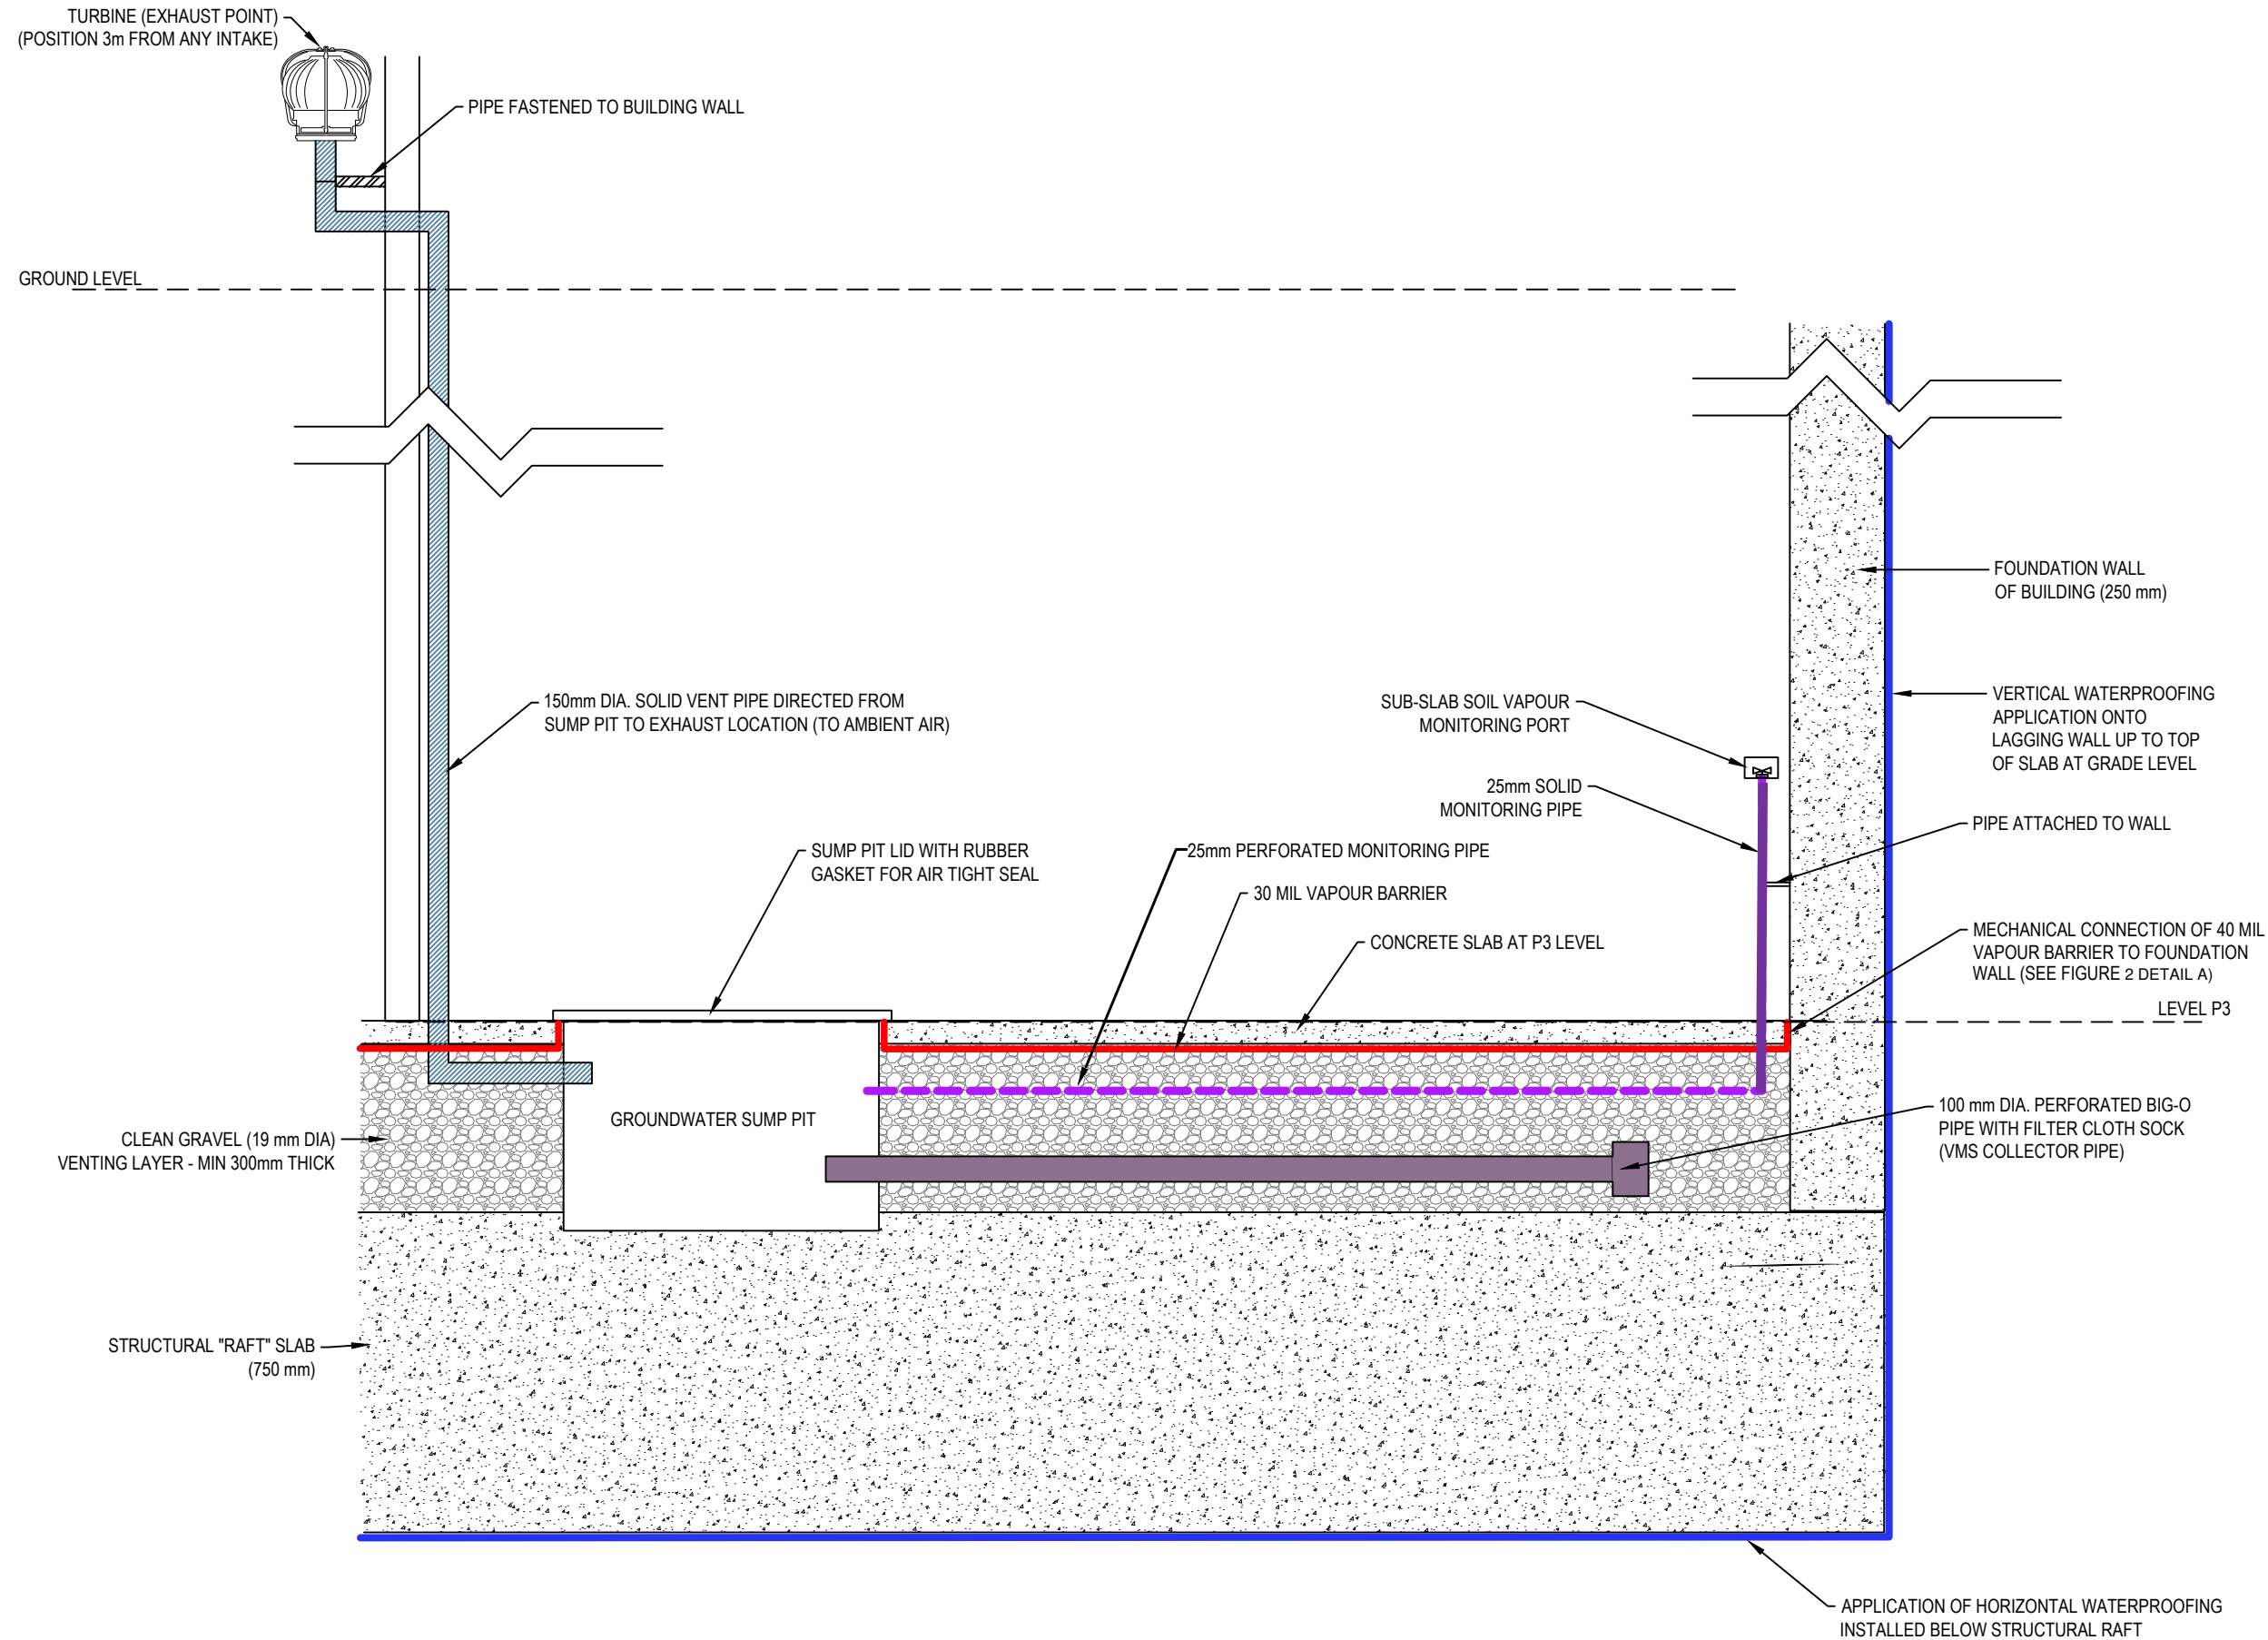 TURBINE (EXHAUST POINT)
(POSITION 3m FROM ANY INTAKE)
PIPE FASTENED TO BUILDING WALL
GROUND LEVEL
FOUNDATION WALL
OF BUILDING (250 mm)
150mm DIA. SOLID VENT PIPE DIRECTED FROM
SUMP PIT TO EXHAUST LOCATION (TO AMBIENT AIR)
SUB-SLAB SOIL VAPOUR
MONITORING PORT
VERTICAL WATERPROOFING
APPLICATION ONTO
LAGGING WALL UP TO TOP
OF SLAB AT GRADE LEVEL
25mm SOLID
MONITORING PIPE
PIPE ATTACHED TO WALL
SUMP PIT LID WITH RUBBER
GASKET FOR AIR TIGHT SEAL
25mm PERFORATED MONITORING PIPE
30 MIL VAPOUR BARRIER
CONCRETE SLAB AT P3 LEVEL
MECHANICAL CONNECTION OF 40 MIL
VAPOUR BARRIER TO FOUNDATION
WALL (SEE FIGURE 2 DETAIL A)
LEVEL P3
GROUNDWATER SUMP PIT
100 mm DIA. PERFORATED BIG-O
PIPE WITH FILTER CLOTH SOCK
(VMS COLLECTOR PIPE)
CLEAN GRAVEL (19 mm DIA)
VENTING LAYER - MIN 300mm THICK
STRUCTURAL "RAFT" SLAB
(750 mm)
APPLICATION OF HORIZONTAL WATERPROOFING
INSTALLED BELOW STRUCTURAL RAFT